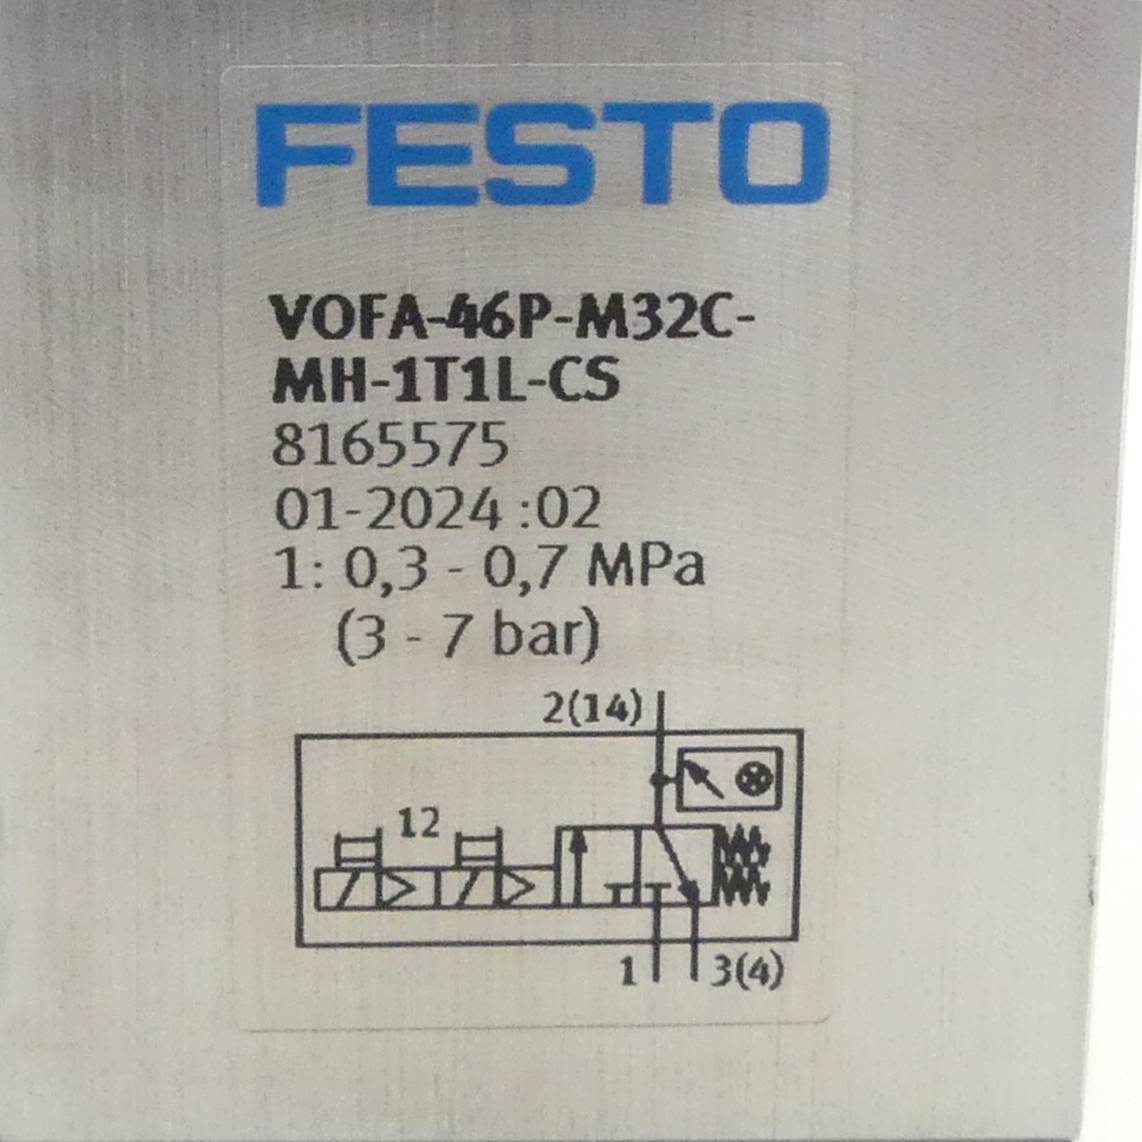 FESTO
VOFA-46P-M32C-
MH-1T1L-CS
8165575
01-2024 :02
1: 0,3 - 0,7 MPa
(3 - 7 bar)
2(14)
12
1
3(4)